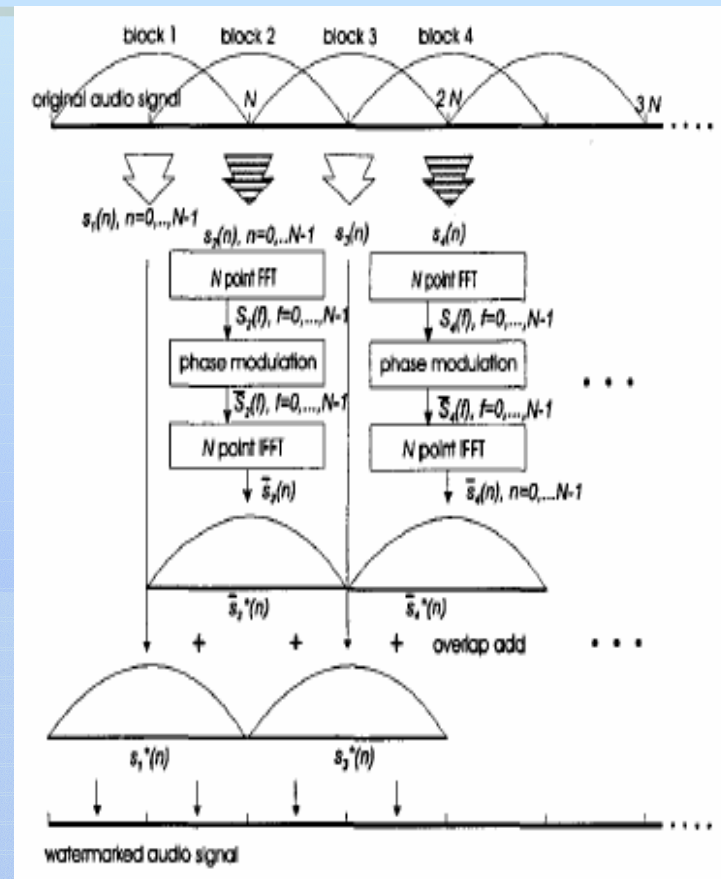 block 1 block 2 block 3 block 4
original audio signal N 2 N 3 N
s₁(n), n=0,..,N-1
s₂(n), n=0,..N-1 s₃(n) s₄(n)
N point FFT N point FFT
S₂(f), f=0,...,N-1 S₄(f), f=0,...,N-1
phase modulation phase modulation
S̅₂(f), f=0,...,N-1 S̅₄(f), f=0,...,N-1
N point IFFT N point IFFT
s̅₂(n) s̅₄(n), n=0,...N-1
s̅₂*(n) s̅₄*(n)
+ + + overlap add
s₁*(n) s₃*(n)
watermarked audio signal